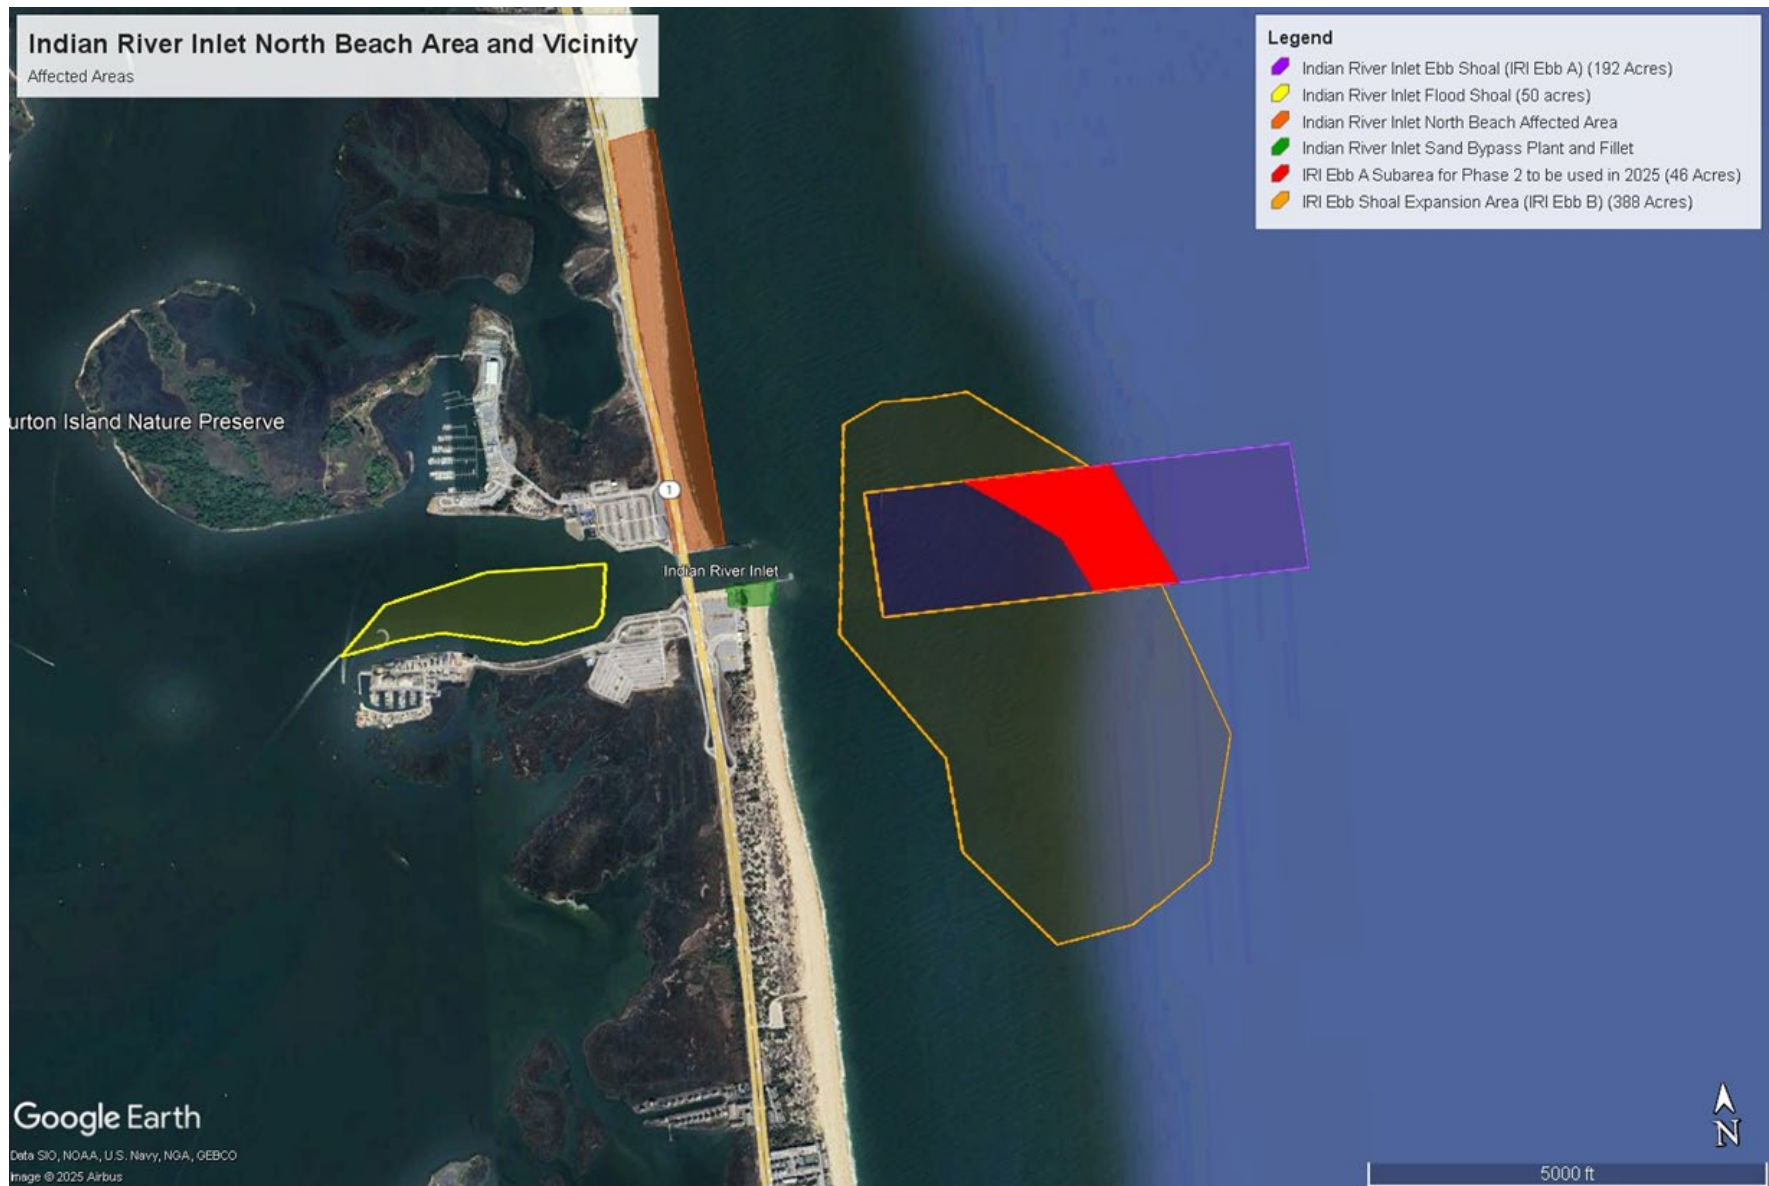 Indian River Inlet North Beach Area and Vicinity
Affected Areas
Legend
Indian River Inlet Ebb Shoal (IRI Ebb A) (192 Acres)
Indian River Inlet Flood Shoal (50 acres)
Indian River Inlet North Beach Affected Area
Indian River Inlet Sand Bypass Plant and Fillet
IRI Ebb A Subarea for Phase 2 to be used in 2025 (46 Acres)
IRI Ebb Shoal Expansion Area (IRI Ebb B) (388 Acres)
urton Island Nature Preserve
1
Indian River Inlet
Google Earth
Data SIO, NOAA, U.S. Navy, NGA, GEBCO
Image © 2025 Airbus
N
5000 ft